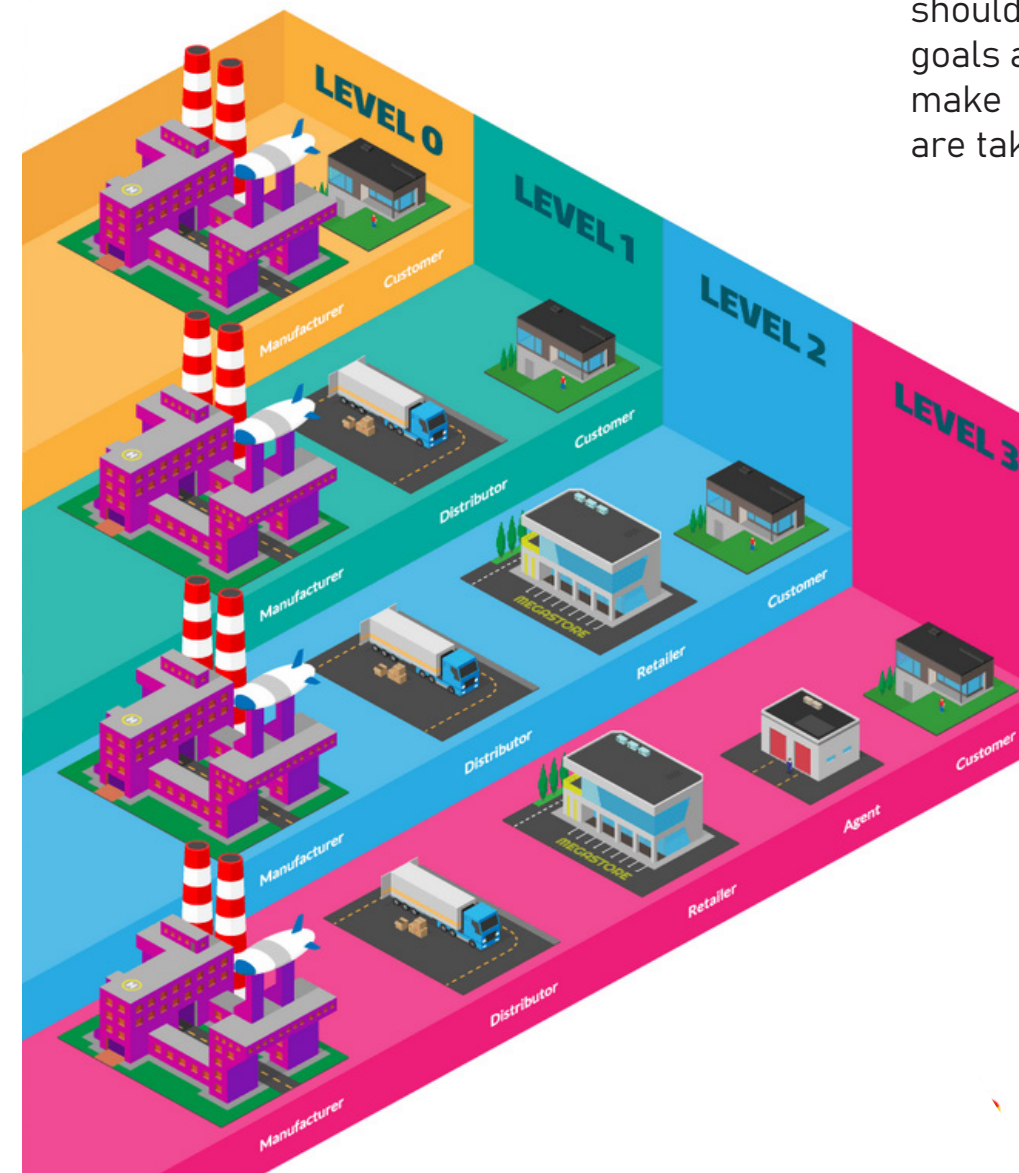 should
goals a
make
are tak
LEVEL 0
Customer
Manufacturer
LEVEL 1
Customer
Distributor
Manufacturer
LEVEL 2
MEGASTORE
Customer
Retailer
Distributor
Manufacturer
LEVEL 3
MEGASTORE
Customer
Agent
Retailer
Distributor
Manufacturer
H
H
H
H